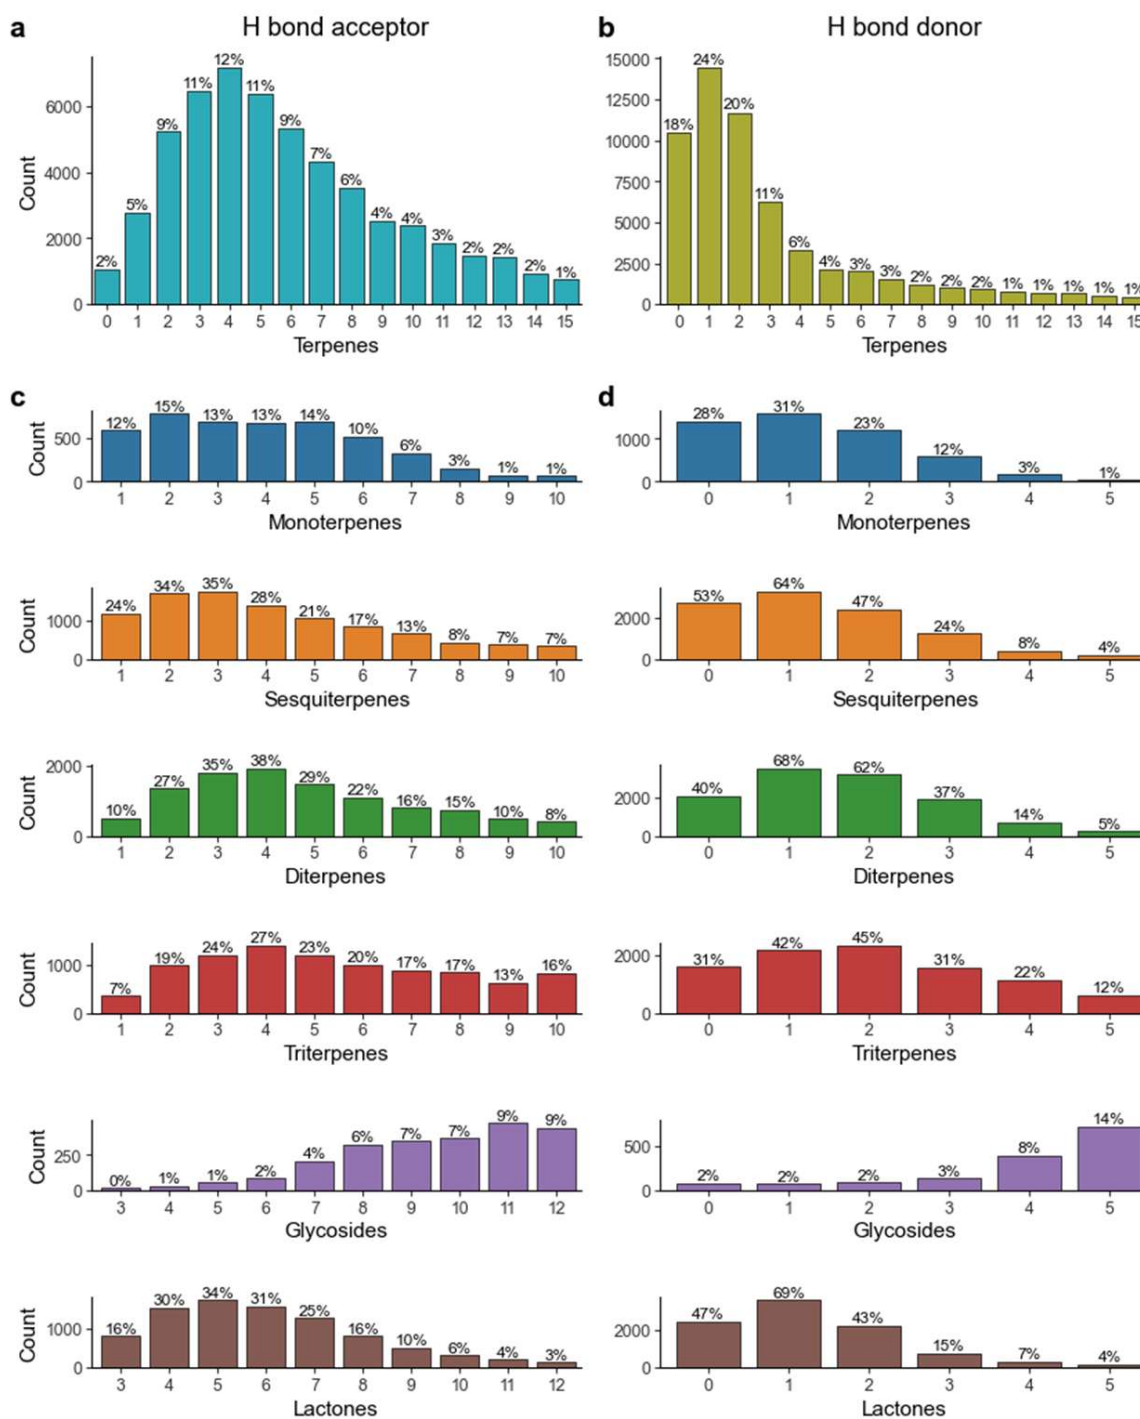 a H bond acceptor b H bond donor
Count
6000
4000
2000
0
2% 5% 9% 11% 12% 11% 9% 7% 6% 4% 4% 3% 2% 2% 2% 1%
0 1 2 3 4 5 6 7 8 9 10 11 12 13 14 15
Terpenes
15000
12500
10000
7500
5000
2500
0
18% 24% 20% 11% 6% 4% 3% 3% 2% 2% 2% 1% 1% 1% 1% 1%
0 1 2 3 4 5 6 7 8 9 10 11 12 13 14 15
Terpenes
c
Count
500
0
12% 15% 13% 13% 14% 10% 6% 3% 1% 1%
1 2 3 4 5 6 7 8 9 10
Monoterpenes
d
1000
0
28% 31% 23% 12% 3% 1%
0 1 2 3 4 5
Monoterpenes
Count
1000
0
24% 34% 35% 28% 21% 17% 13% 8% 7% 7%
1 2 3 4 5 6 7 8 9 10
Sesquiterpenes
2000
0
53% 64% 47% 24% 8% 4%
0 1 2 3 4 5
Sesquiterpenes
Count
2000
0
10% 27% 35% 38% 29% 22% 16% 15% 10% 8%
1 2 3 4 5 6 7 8 9 10
Diterpenes
2000
0
40% 68% 62% 37% 14% 5%
0 1 2 3 4 5
Diterpenes
Count
1000
0
7% 19% 24% 27% 23% 20% 17% 17% 13% 16%
1 2 3 4 5 6 7 8 9 10
Triterpenes
2000
0
31% 42% 45% 31% 22% 12%
0 1 2 3 4 5
Triterpenes
Count
250
0
0% 1% 1% 2% 4% 6% 7% 7% 9% 9%
3 4 5 6 7 8 9 10 11 12
Glycosides
500
0
2% 2% 2% 3% 8% 14%
0 1 2 3 4 5
Glycosides
Count
1000
0
16% 30% 34% 31% 25% 16% 10% 6% 4% 3%
3 4 5 6 7 8 9 10 11 12
Lactones
2000
0
47% 69% 43% 15% 7% 4%
0 1 2 3 4 5
Lactones